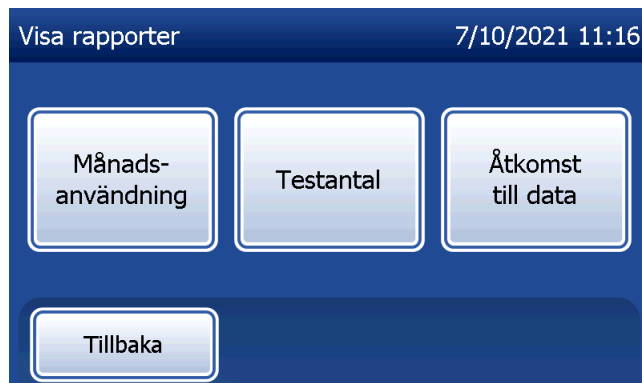 Visa rapporter 7/10/2021 11:16
Månads-
användning
Testantal
Åtkomst
till data
Tillbaka